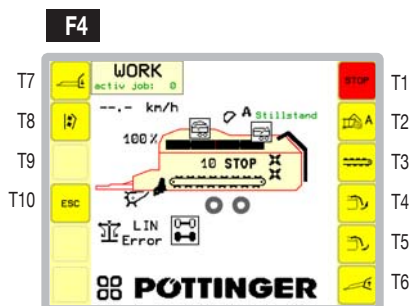 F4
T7
T8
T9
T10
WORK
activ job: 0
--.- km/h
A Stillstand
100%
10 STOP
LIN
Error
ESC
PÖTTINGER
STOP
A
T1
T2
T3
T4
T5
T6